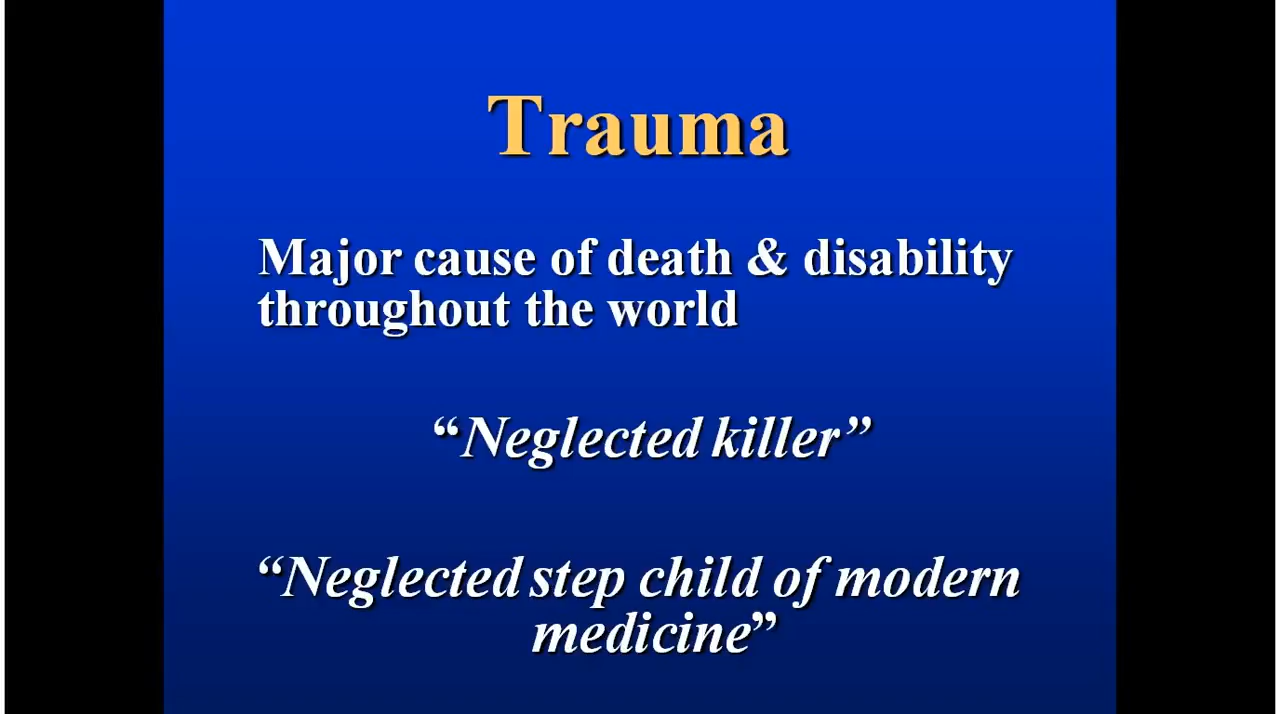 Trauma
Major cause of death & disability
throughout the world
“Neglected killer”
“Neglected step child of modern
medicine”